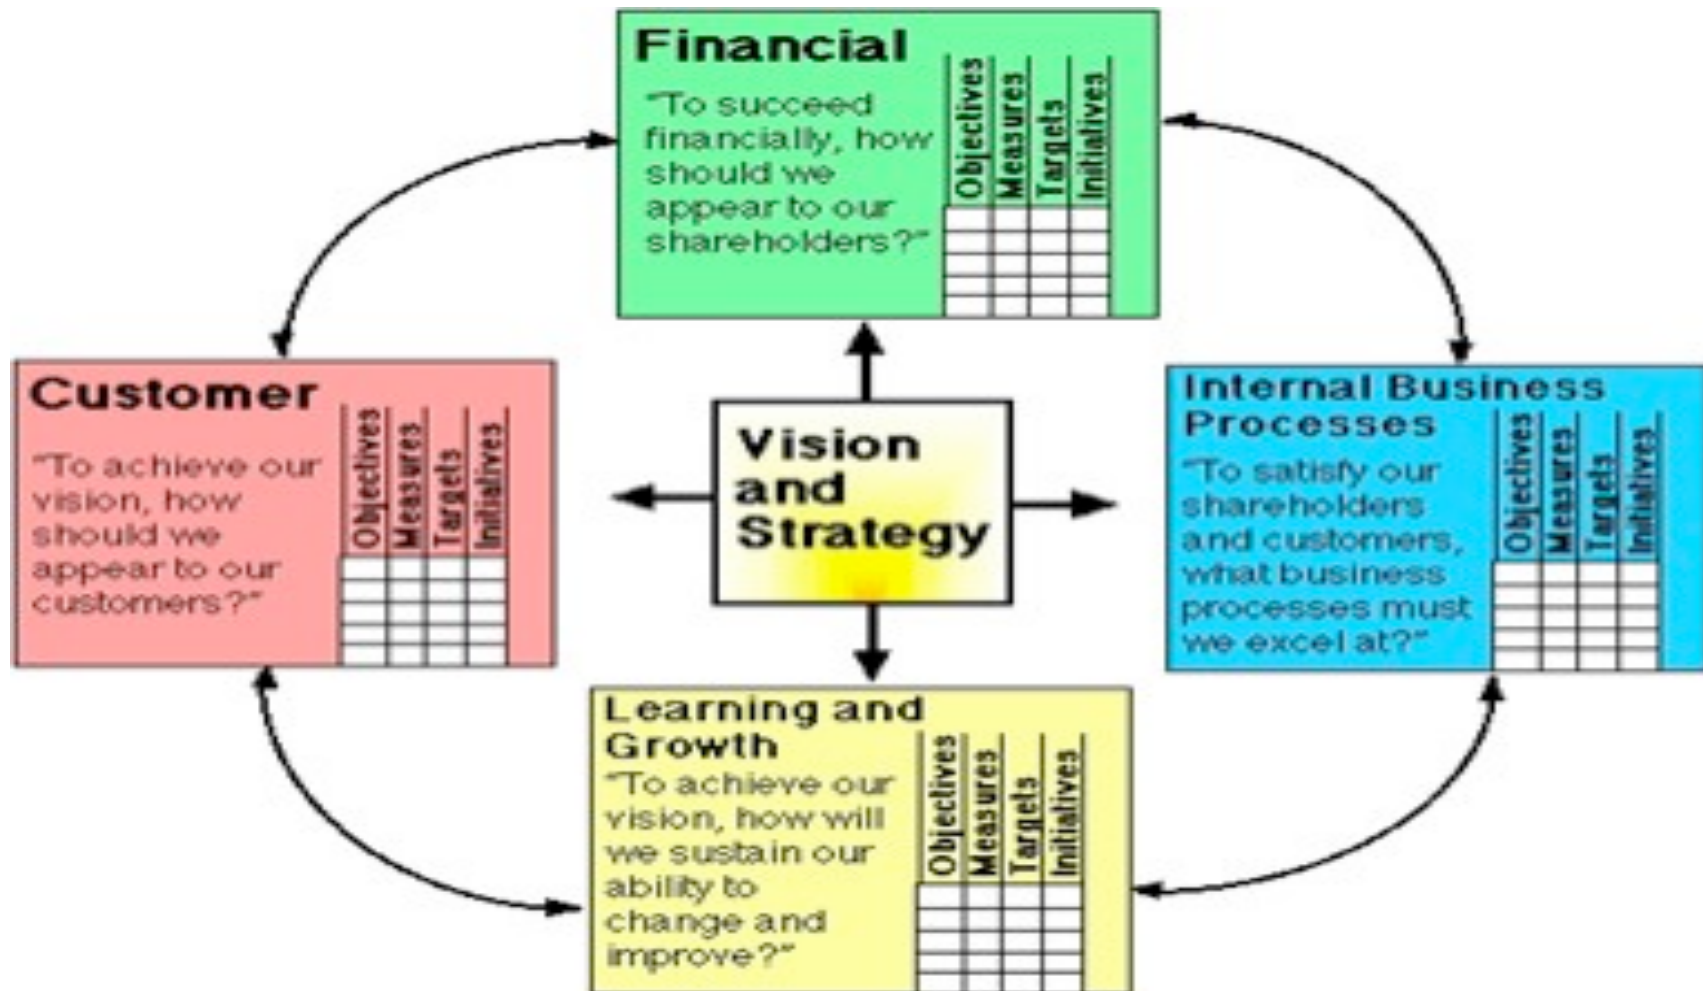 Financial
"To succeed
financially, how
should we
appear to our
shareholders?"
Objectives
Measures
Targets
Initiatives
Customer
"To achieve our
vision, how
should we
appear to our
customers?"
Objectives
Measures
Targets
Initiatives
Vision
and
Strategy
Internal Business
Processes
"To satisfy our
shareholders
and customers,
what business
processes must
we excel at?"
Objectives
Measures
Targets
Initiatives
Learning and
Growth
"To achieve our
vision, how will
we sustain our
ability to
change and
improve?"
Objectives
Measures
Targets
Initiatives